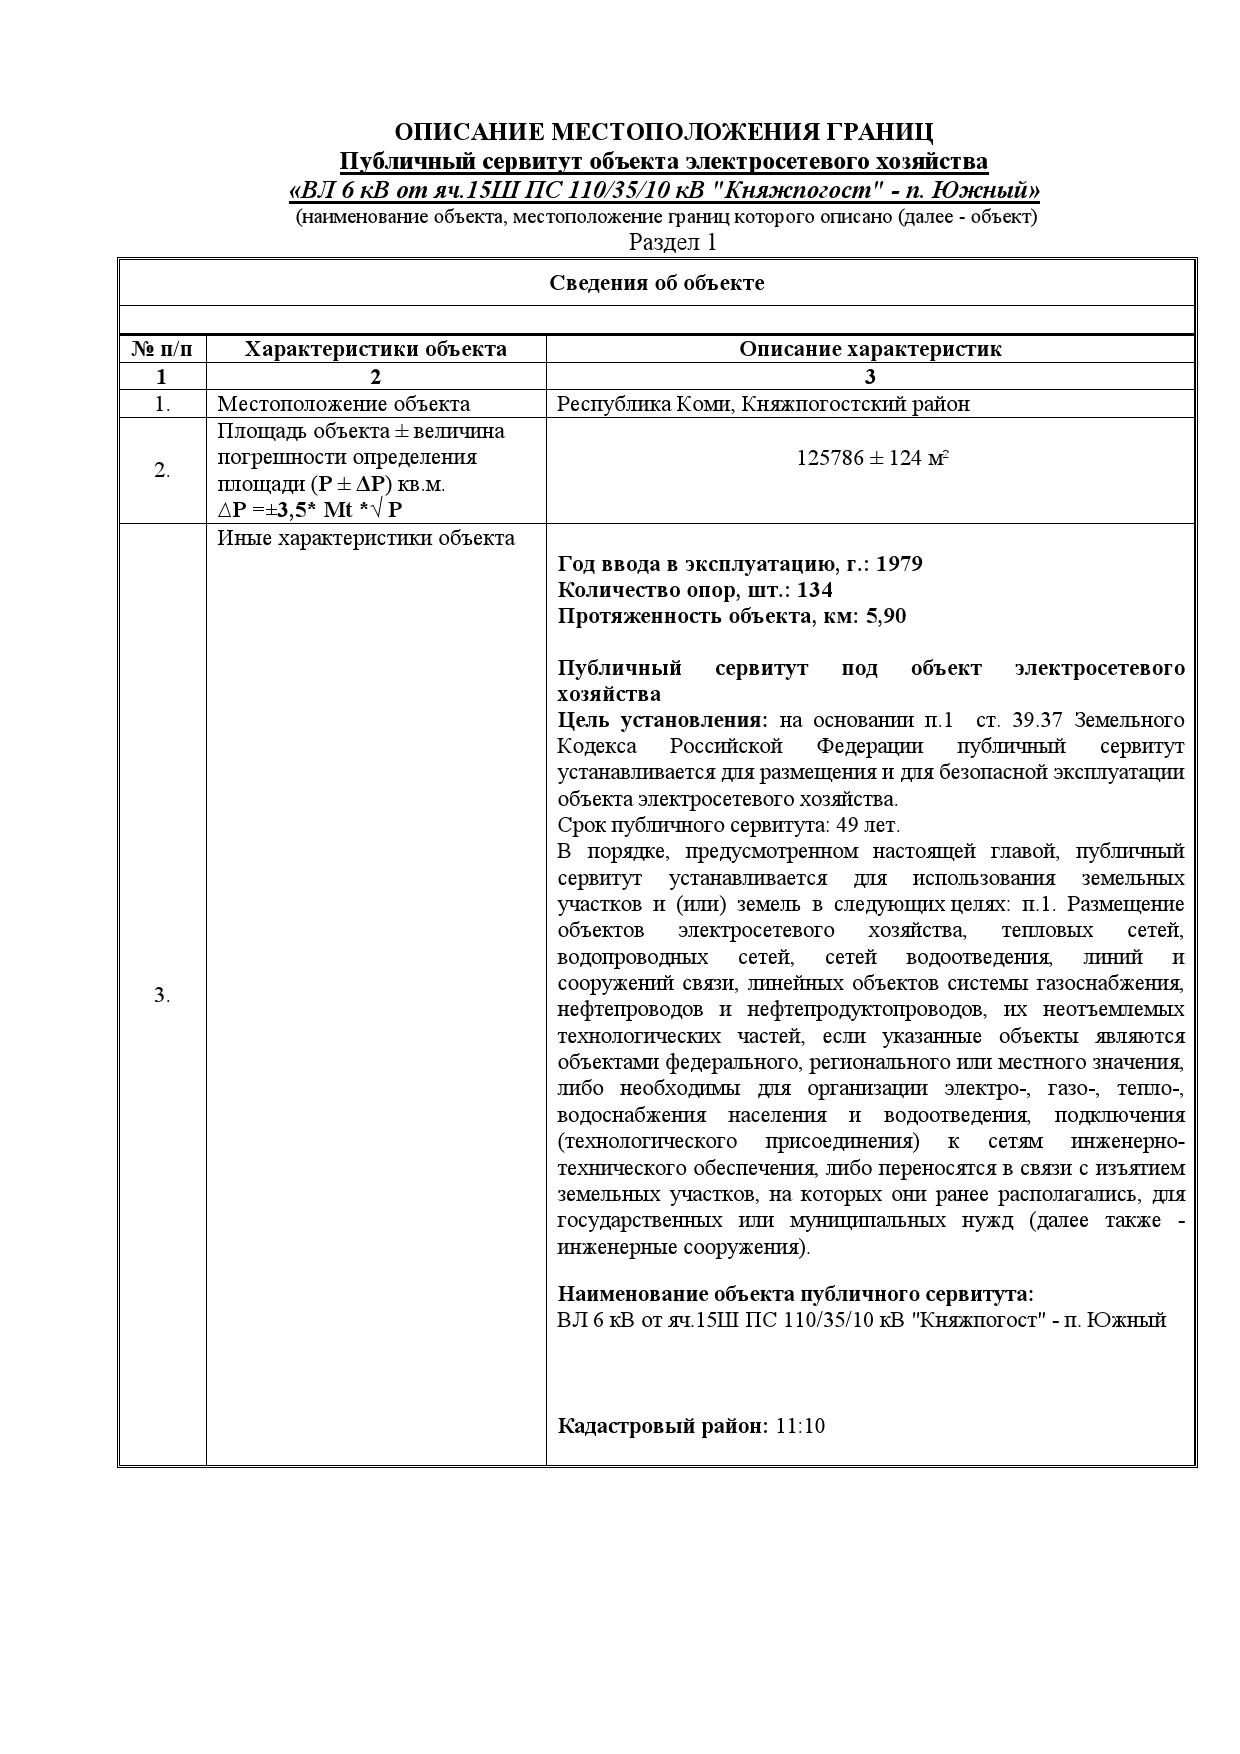 ОПИСАНИЕ МЕСТОПОЛОЖЕНИЯ ГРАНИЦ
Публичный сервитут объекта электросетевого хозяйства
«ВЛ 6 кВ от яч.15Ш ПС 110/35/10 кВ "Княжпогост" - п. Южный»
(наименование объекта, местоположение границ которого описано (далее - объект)
Раздел 1
Сведения об объекте
№ п/п Характеристики объекта Описание характеристик
1 2 3
1. Местоположение объекта Республика Коми, Княжпогостский район
2. Площадь объекта ± величина
погрешности определения
площади (P ± ∆P) кв.м.
∆P =±3,5* Mt *√ P
125786 ± 124 м²
3. Иные характеристики объекта
Год ввода в эксплуатацию, г.: 1979
Количество опор, шт.: 134
Протяженность объекта, км: 5,90
Публичный сервитут под объект электросетевого
хозяйства
Цель установления: на основании п.1 ст. 39.37 Земельного
Кодекса Российской Федерации публичный сервитут
устанавливается для размещения и для безопасной эксплуатации
объекта электросетевого хозяйства.
Срок публичного сервитута: 49 лет.
В порядке, предусмотренном настоящей главой, публичный
сервитут устанавливается для использования земельных
участков и (или) земель в следующих целях: п.1. Размещение
объектов электросетевого хозяйства, тепловых сетей,
водопроводных сетей, сетей водоотведения, линий и
сооружений связи, линейных объектов системы газоснабжения,
нефтепроводов и нефтепродуктопроводов, их неотъемлемых
технологических частей, если указанные объекты являются
объектами федерального, регионального или местного значения,
либо необходимы для организации электро-, газо-, тепло-,
водоснабжения населения и водоотведения, подключения
(технологического присоединения) к сетям инженерно-
технического обеспечения, либо переносятся в связи с изъятием
земельных участков, на которых они ранее располагались, для
государственных или муниципальных нужд (далее также -
инженерные сооружения).
Наименование объекта публичного сервитута:
ВЛ 6 кВ от яч.15Ш ПС 110/35/10 кВ "Княжпогост" - п. Южный
Кадастровый район: 11:10